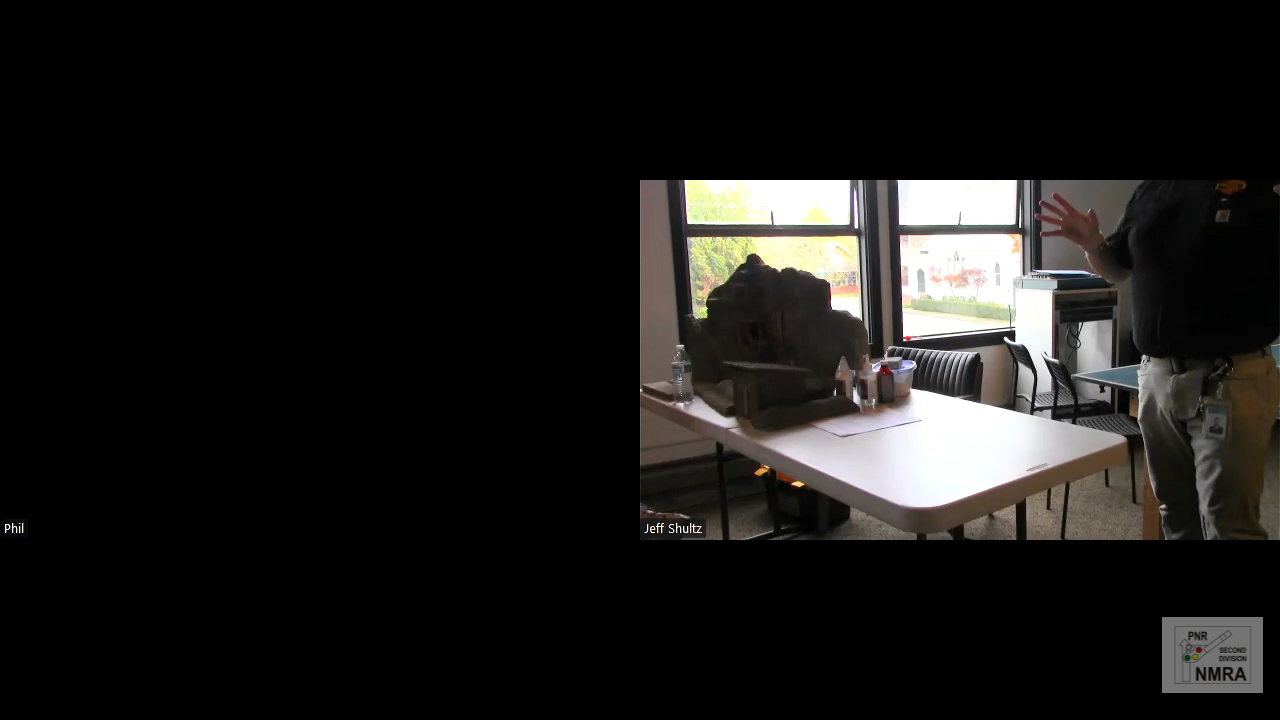 Phil
Jeff Shultz
PNR
SECOND
DIVISION
NMRA